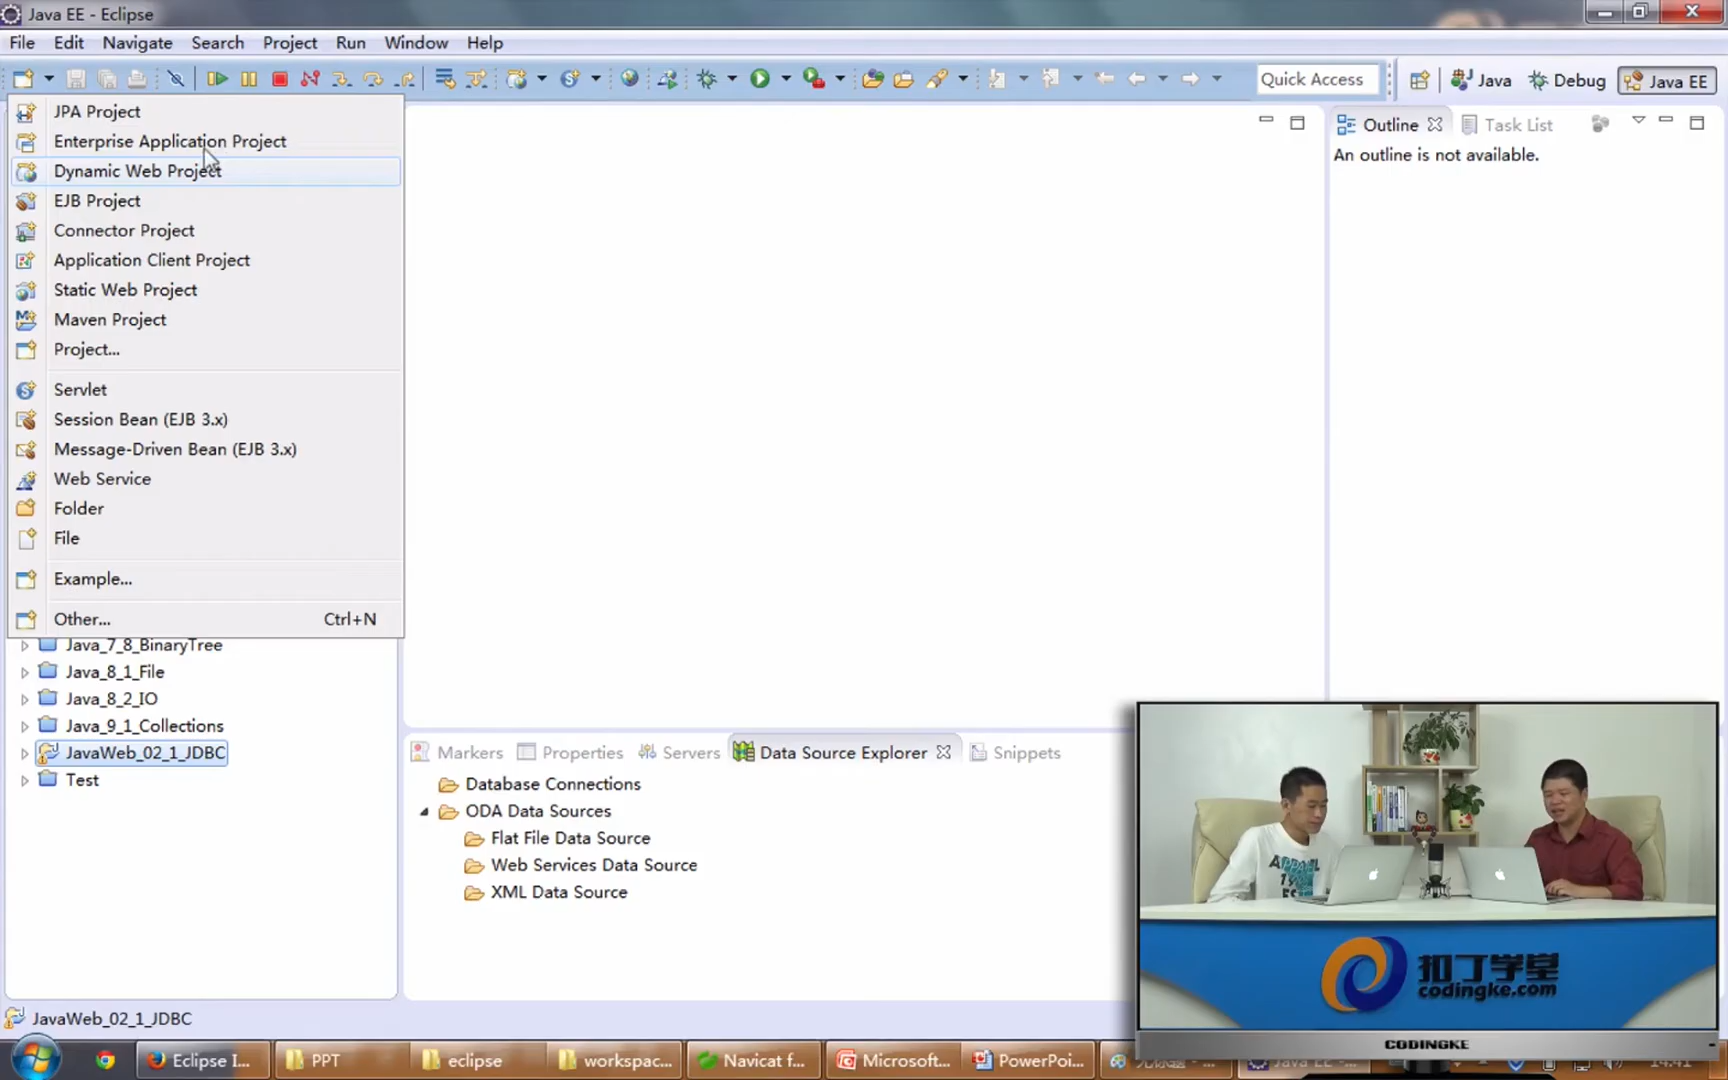 Java EE - Eclipse
File Edit Navigate Search Project Run Window Help
Quick Access Java Debug Java EE
JPA Project
Enterprise Application Project
Dynamic Web Project
EJB Project
Connector Project
Application Client Project
Static Web Project
Maven Project
Project...
Servlet
Session Bean (EJB 3.x)
Message-Driven Bean (EJB 3.x)
Web Service
Folder
File
Example...
Other... Ctrl+N
Java_7_8_BinaryTree
Java_8_1_File
Java_8_2_IO
Java_9_1_Collections
JavaWeb_02_1_JDBC
Test
Outline Task List
An outline is not available.
Markers Properties Servers Data Source Explorer Snippets
Database Connections
ODA Data Sources
Flat File Data Source
Web Services Data Source
XML Data Source
扣丁学堂
codingke.com
CODINGKE
JavaWeb_02_1_JDBC
Eclipse I... PPT eclipse workspac... Navicat f... Microsoft... PowerPoi... Java EE -...
14:41